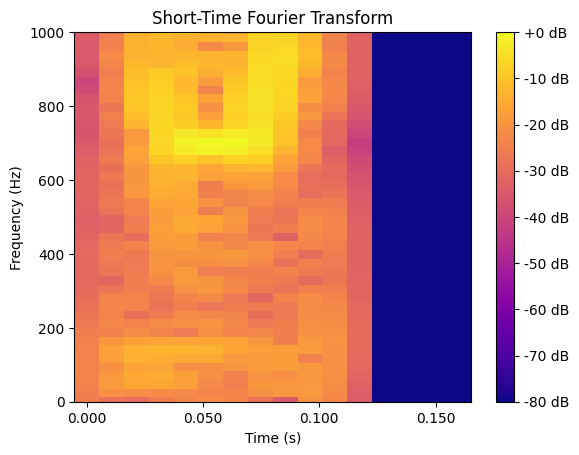 Short-Time Fourier Transform
Frequency (Hz)
1000
800
600
400
200
0
0.000
0.050
0.100
0.150
Time (s)
+0 dB
-10 dB
-20 dB
-30 dB
-40 dB
-50 dB
-60 dB
-70 dB
-80 dB